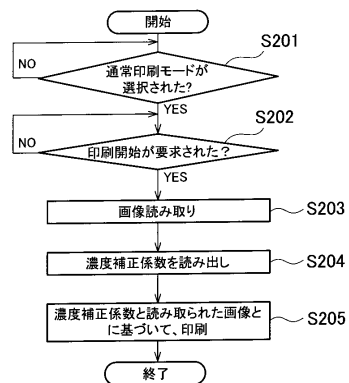 開始
S201
通常印刷モードが
選択された?
NO
YES
S202
印刷開始が要求された?
NO
YES
画像読み取り
S203
濃度補正係数を読み出し
S204
濃度補正係数と読み取られた画像と
に基づいて、印刷
S205
終了